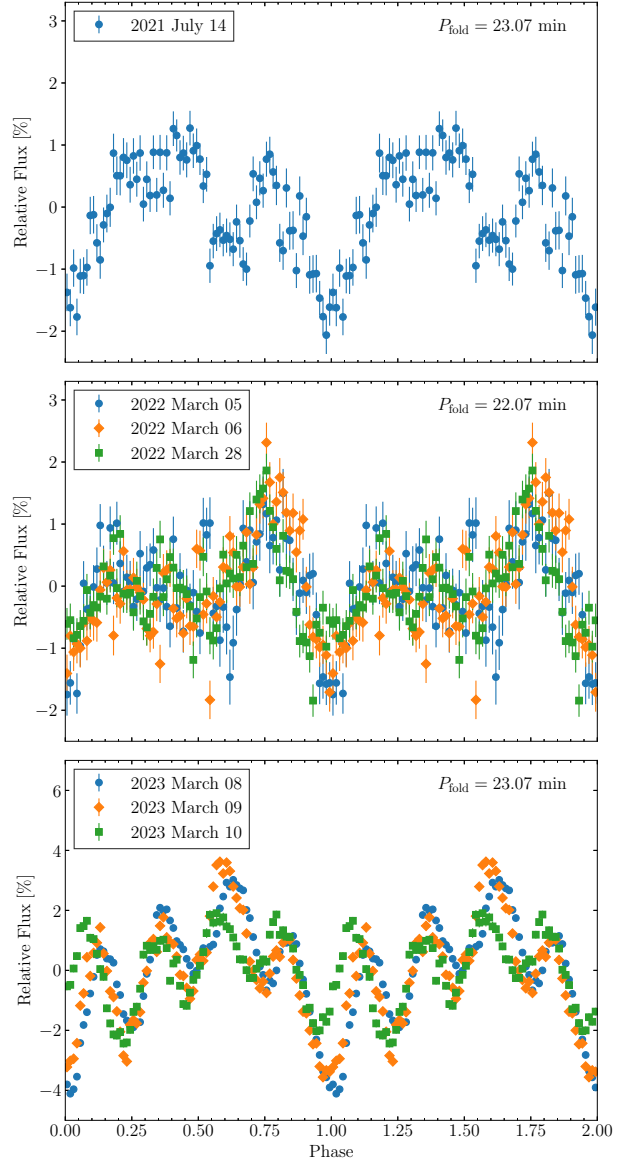 3
2021 July 14
P_fold = 23.07 min
2
1
0
−1
−2
Relative Flux [%]
3
2022 March 05
2022 March 06
2022 March 28
P_fold = 22.07 min
2
1
0
−1
−2
Relative Flux [%]
6
2023 March 08
2023 March 09
2023 March 10
P_fold = 23.07 min
4
2
0
−2
−4
Relative Flux [%]
0.00 0.25 0.50 0.75 1.00 1.25 1.50 1.75 2.00
Phase